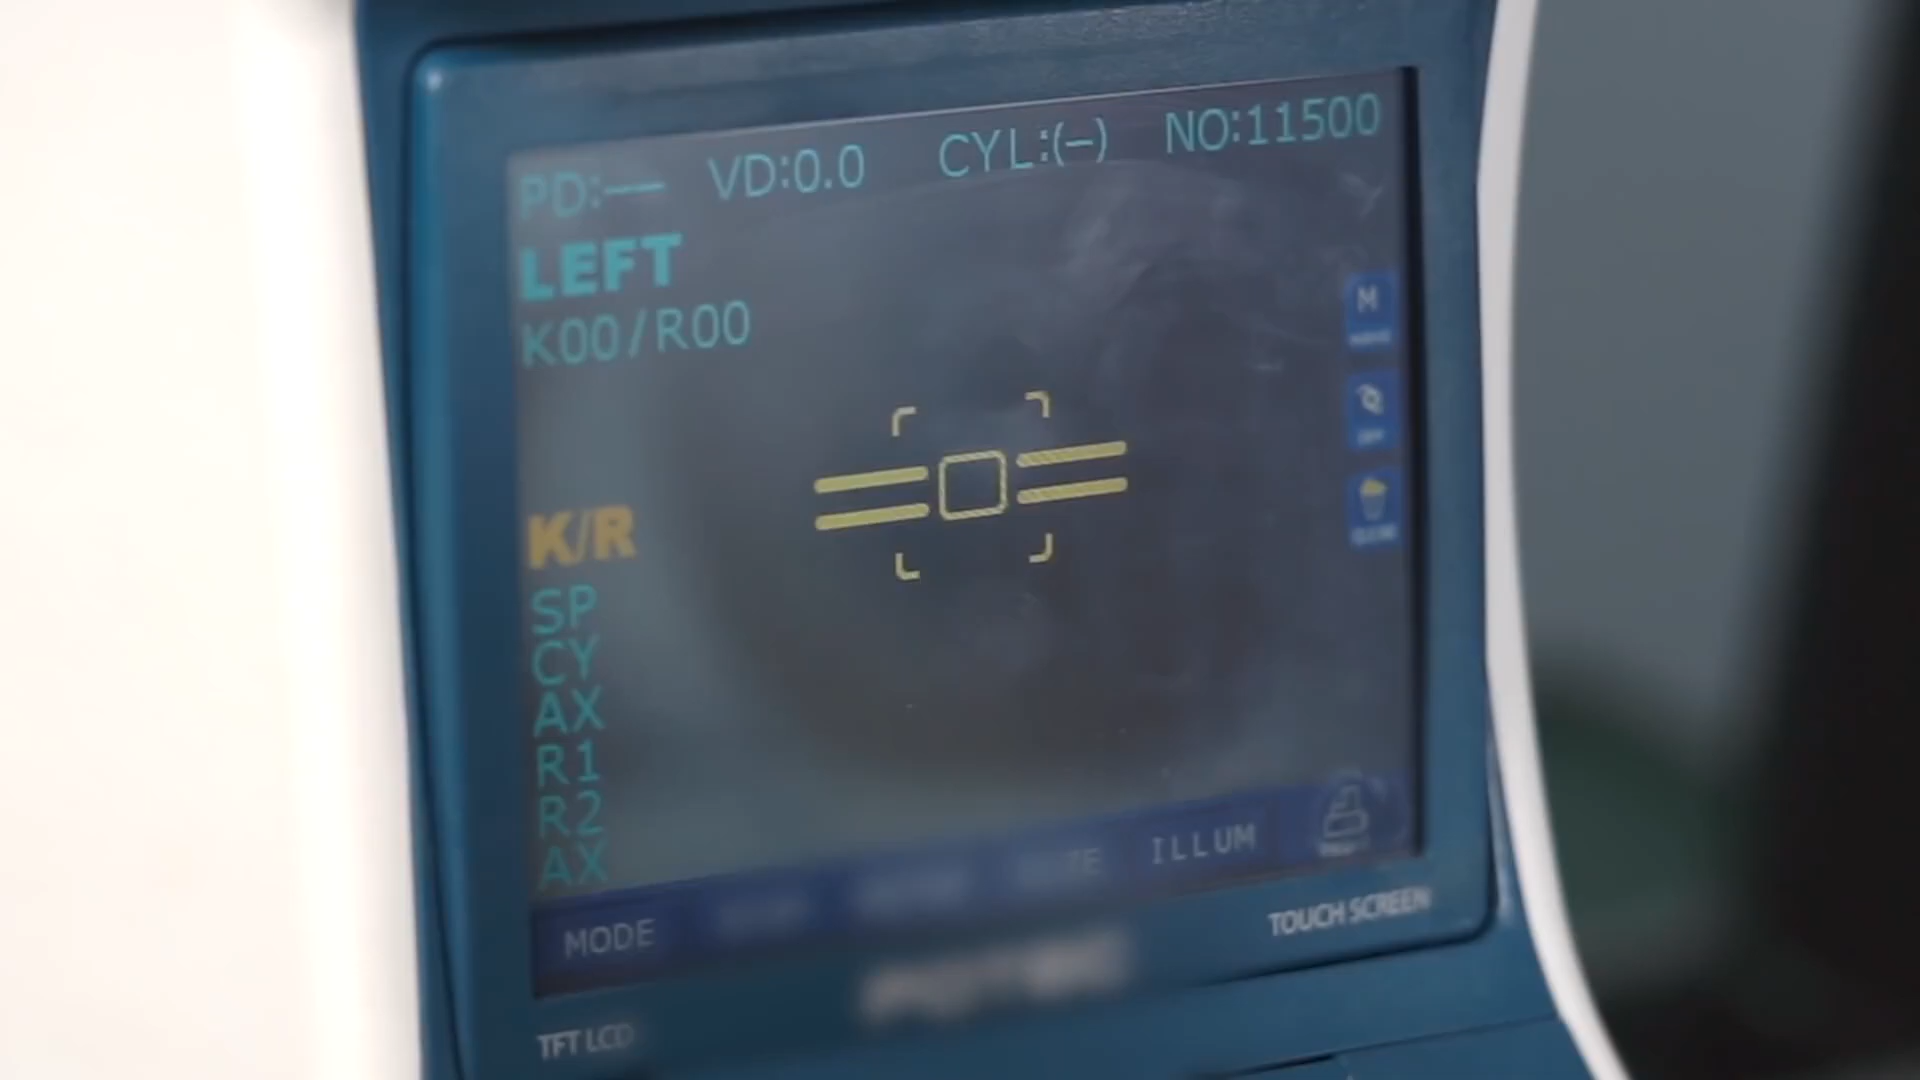 PD:-- VD:0.0 CYL:(-) NO:11500
LEFT
K00/R00
M
K/R
SP
CY
AX
R1
R2
AX
MODE ILLUM
TOUCH SCREEN
TFT LCD